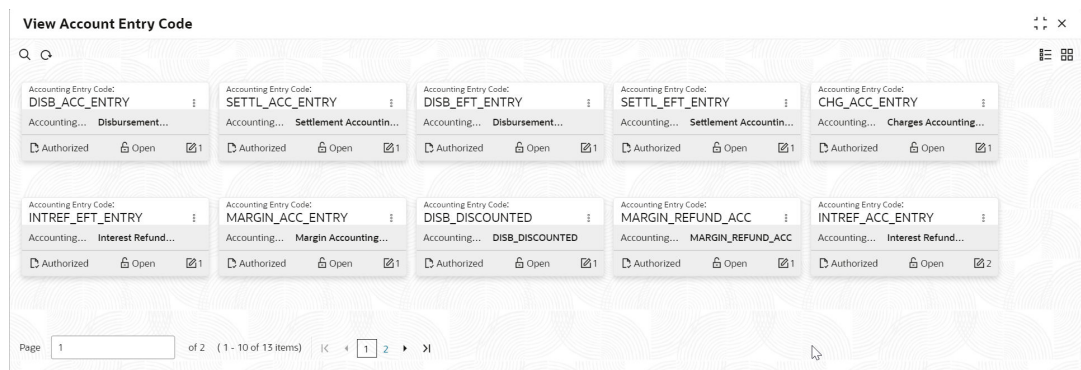 View Account Entry Code
Accounting Entry Code: Accounting Entry Code: Accounting Entry Code: Accounting Entry Code: Accounting Entry Code:
DISB_ACC_ENTRY SETTL_ACC_ENTRY DISB_EFT_ENTRY SETTL_EFT_ENTRY CHG_ACC_ENTRY
Accounting... Disbursement... Accounting... Settlement Accountin... Accounting... Disbursement... Accounting... Settlement Accountin... Accounting... Charges Accounting...
Authorized Open 1 Authorized Open 1 Authorized Open 1 Authorized Open 1 Authorized Open 1
Accounting Entry Code: Accounting Entry Code: Accounting Entry Code: Accounting Entry Code: Accounting Entry Code:
INTREF_EFT_ENTRY MARGIN_ACC_ENTRY DISB_DISCOUNTED MARGIN_REFUND_ACC INTREF_ACC_ENTRY
Accounting... Interest Refund... Accounting... Margin Accounting... Accounting... DISB_DISCOUNTED Accounting... MARGIN_REFUND_ACC Accounting... Interest Refund...
Authorized Open 1 Authorized Open 1 Authorized Open 1 Authorized Open 1 Authorized Open 2
Page 1 of 2 (1 - 10 of 13 items) 1 2